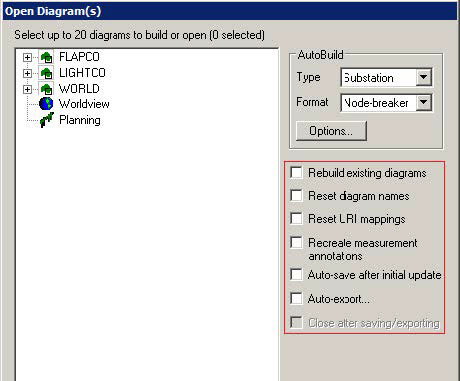 Open Diagram(s)
Select up to 20 diagrams to build or open (0 selected)
FLAPCO
LIGHTCO
WORLD
Worldview
Planning
AutoBuild
Type
Substation
Format
Node-breaker
Options...
Rebuild existing diagrams
Reset diagram names
Reset URI mappings
Recreate measurement
annotations
Auto-save after initial update
Auto-export...
Close after saving/exporting